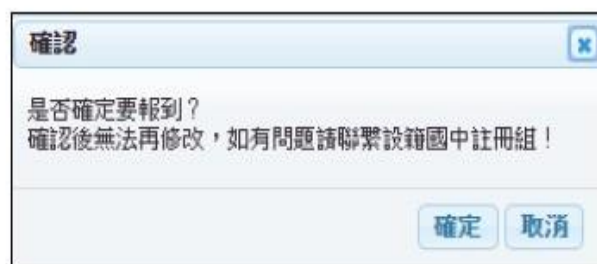 確認
是否確定要報到？
確認後無法再修改，如有問題請聯繫設籍國中註冊組！
確定
取消